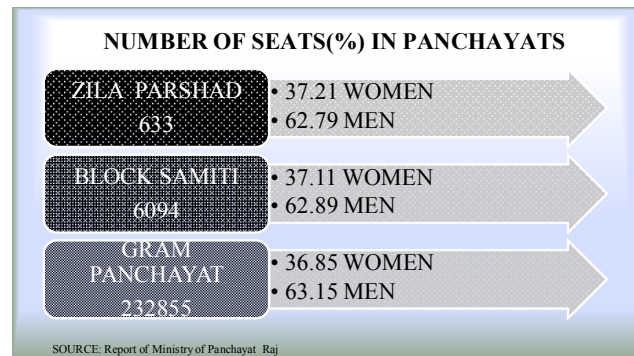 NUMBER OF SEATS(%) IN PANCHAYATS
ZILA PARSHAD
633
• 37.21 WOMEN
• 62.79 MEN
BLOCK SAMITI
6094
• 37.11 WOMEN
• 62.89 MEN
GRAM
PANCHAYAT
232855
• 36.85 WOMEN
• 63.15 MEN
SOURCE: Report of Ministry of Panchayat Raj